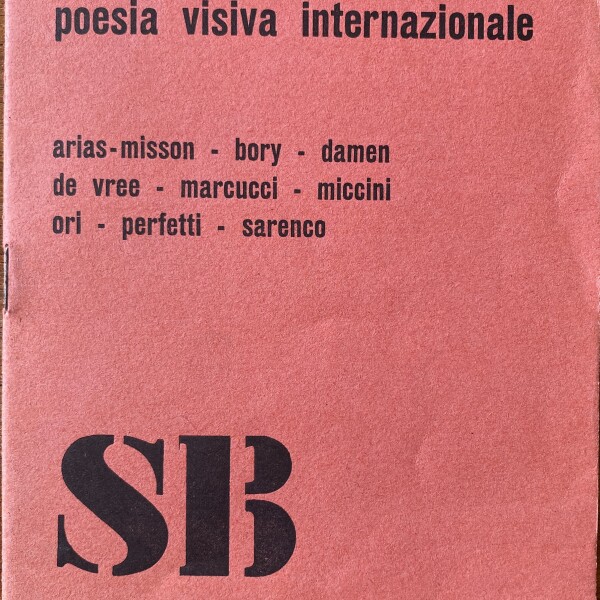 poesia visiva internazionale
arias-misson - bory - damen
de vree - marcucci - miccini
ori - perfetti - sarenco
SB